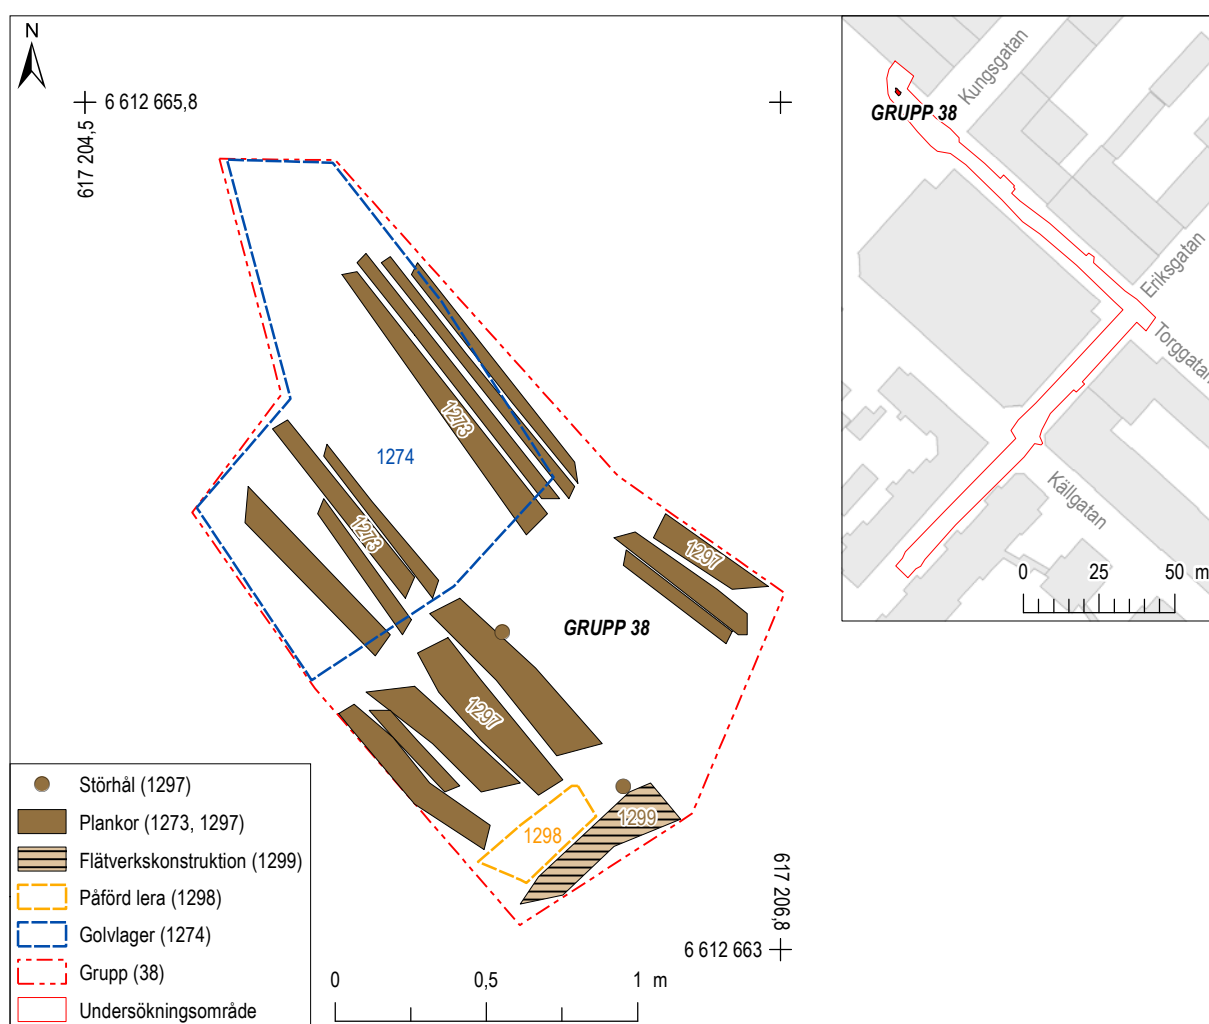 N
6 612 665,8
617 204,5
1273
1274
1273
1297
GRUPP 38
1297
1299
1298
617 206,8
6 612 663
0 0,5 1 m
Störhål (1297)
Plankor (1273, 1297)
Flätverkskonstruktion (1299)
Påförd lera (1298)
Golvlager (1274)
Grupp (38)
Undersökningsområde
Kungsgatan
GRUPP 38
Eriksgatan
Torggatan
Källgatan
0 25 50 m